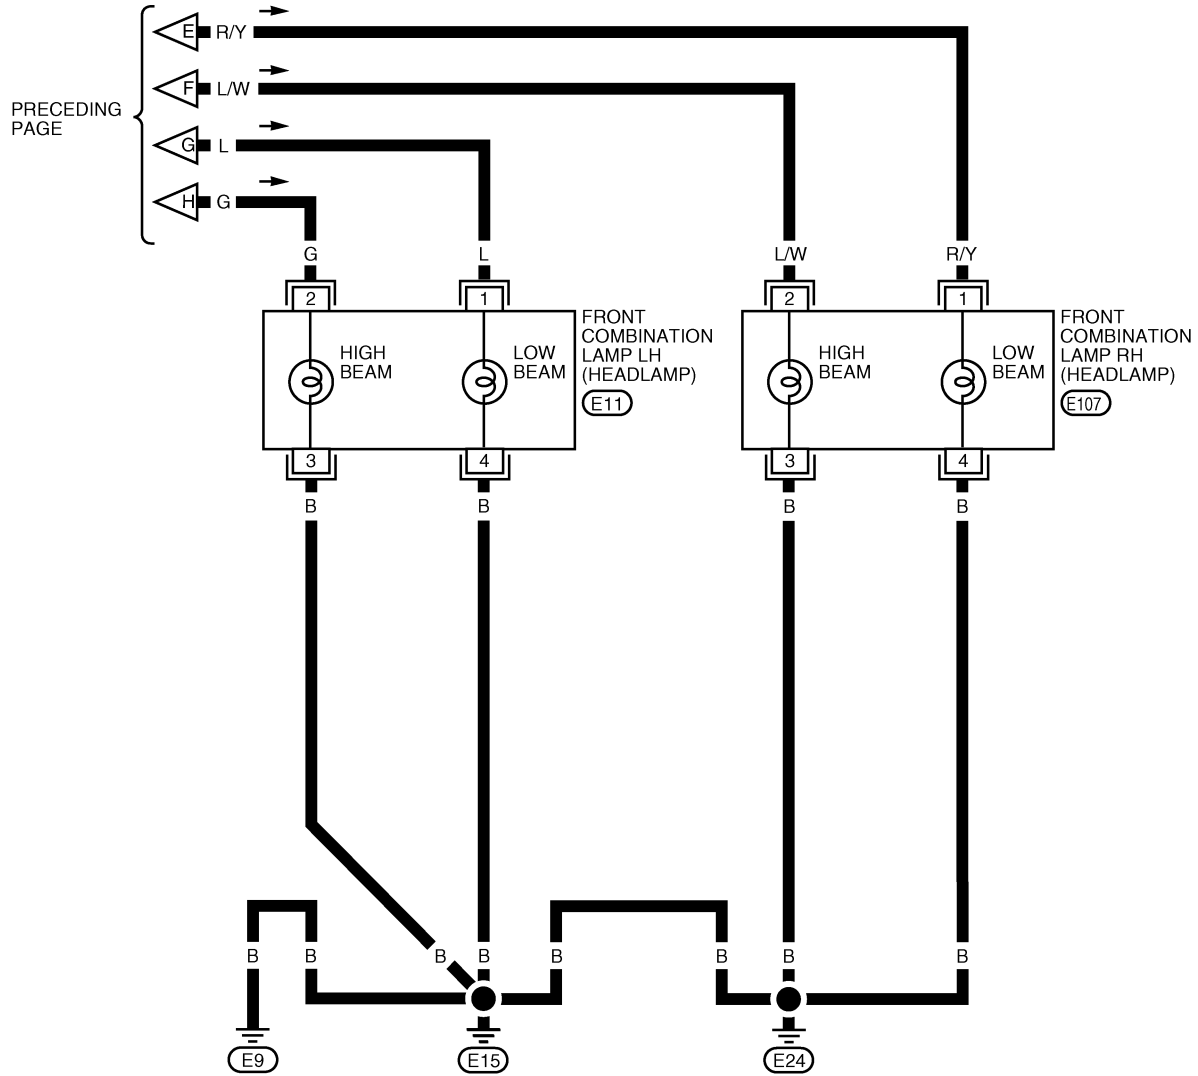 E R/Y
F L/W
PRECEDING
PAGE
G L
H G
G L L/W R/Y
2 1 2 1
FRONT
COMBINATION
LAMP LH
(HEADLAMP)
E11
FRONT
COMBINATION
LAMP RH
(HEADLAMP)
E107
HIGH
BEAM
LOW
BEAM
HIGH
BEAM
LOW
BEAM
3 4 3 4
B B B B
B B B B B B B B
E9 E15 E24